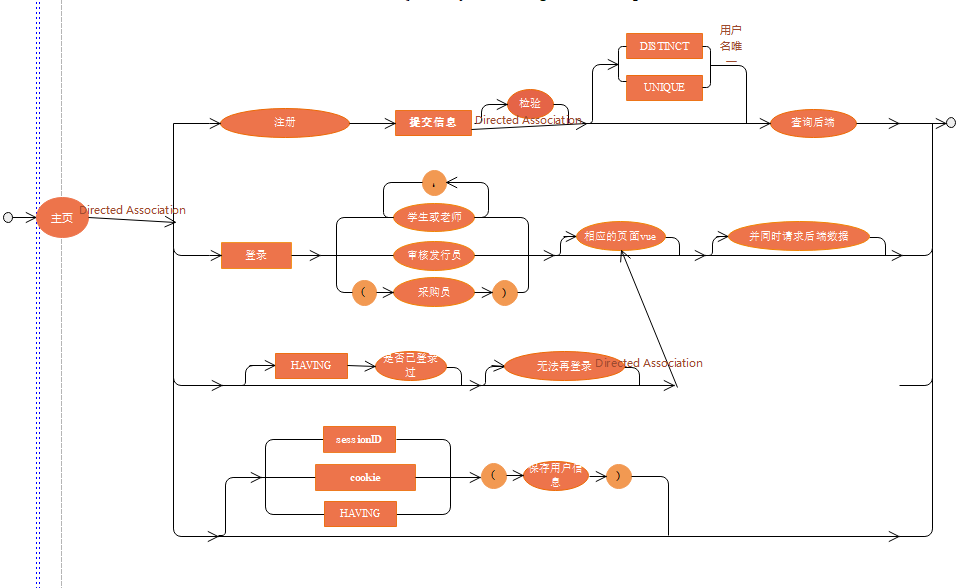 用户
名唯
一
DISTINCT
UNIQUE
检验
注册
提交信息
Directed Association
查询后端
主页
Directed Association
,
学生或老师
登录
审核发行员
(
采购员
)
相应的页面vue
并同时请求后端数据
HAVING
是否已登录
过
无法再登录
Directed Association
sessionID
cookie
HAVING
(
保存用户信
息
)